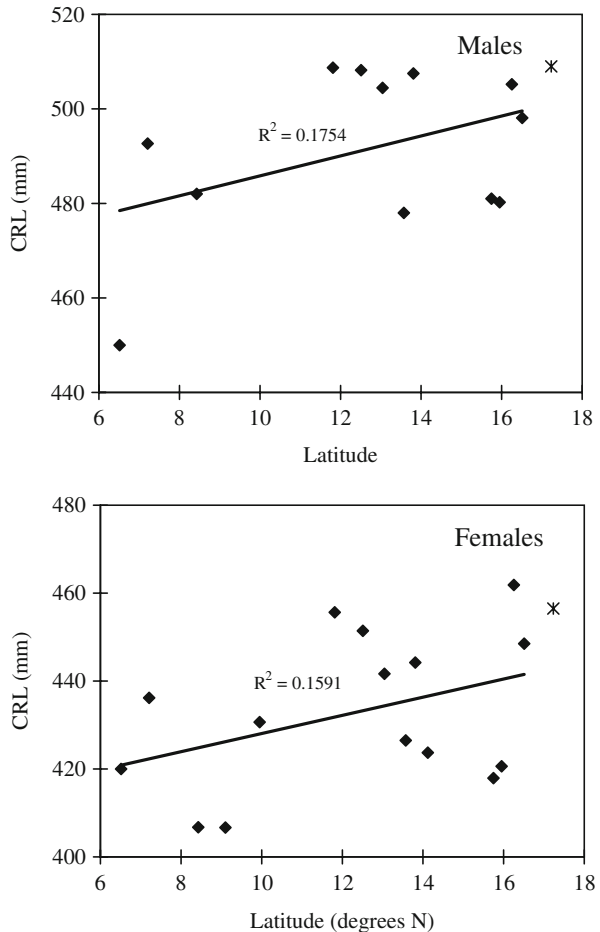 520
Males
500
R² = 0.1754
CRL (mm)
480
460
440
6 8 10 12 14 16 18
Latitude
480
Females
460
CRL (mm)
440
R² = 0.1591
420
400
6 8 10 12 14 16 18
Latitude (degrees N)